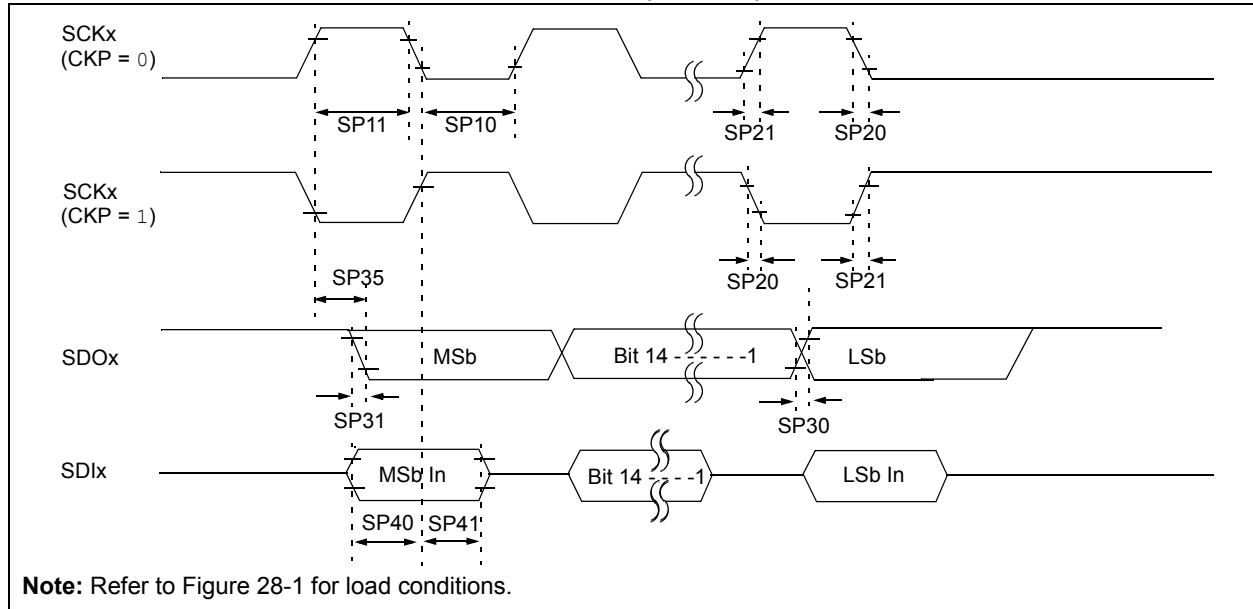 SCKx
(CKP = 0)
SP11 SP10 SP21 SP20
SCKx
(CKP = 1)
SP35 SP20 SP21
SDOx MSb Bit 14 - - - - - -1 LSb
SP31 SP30
SDIx MSb In Bit 14 - - - -1 LSb In
SP40 SP41
Note: Refer to Figure 28-1 for load conditions.